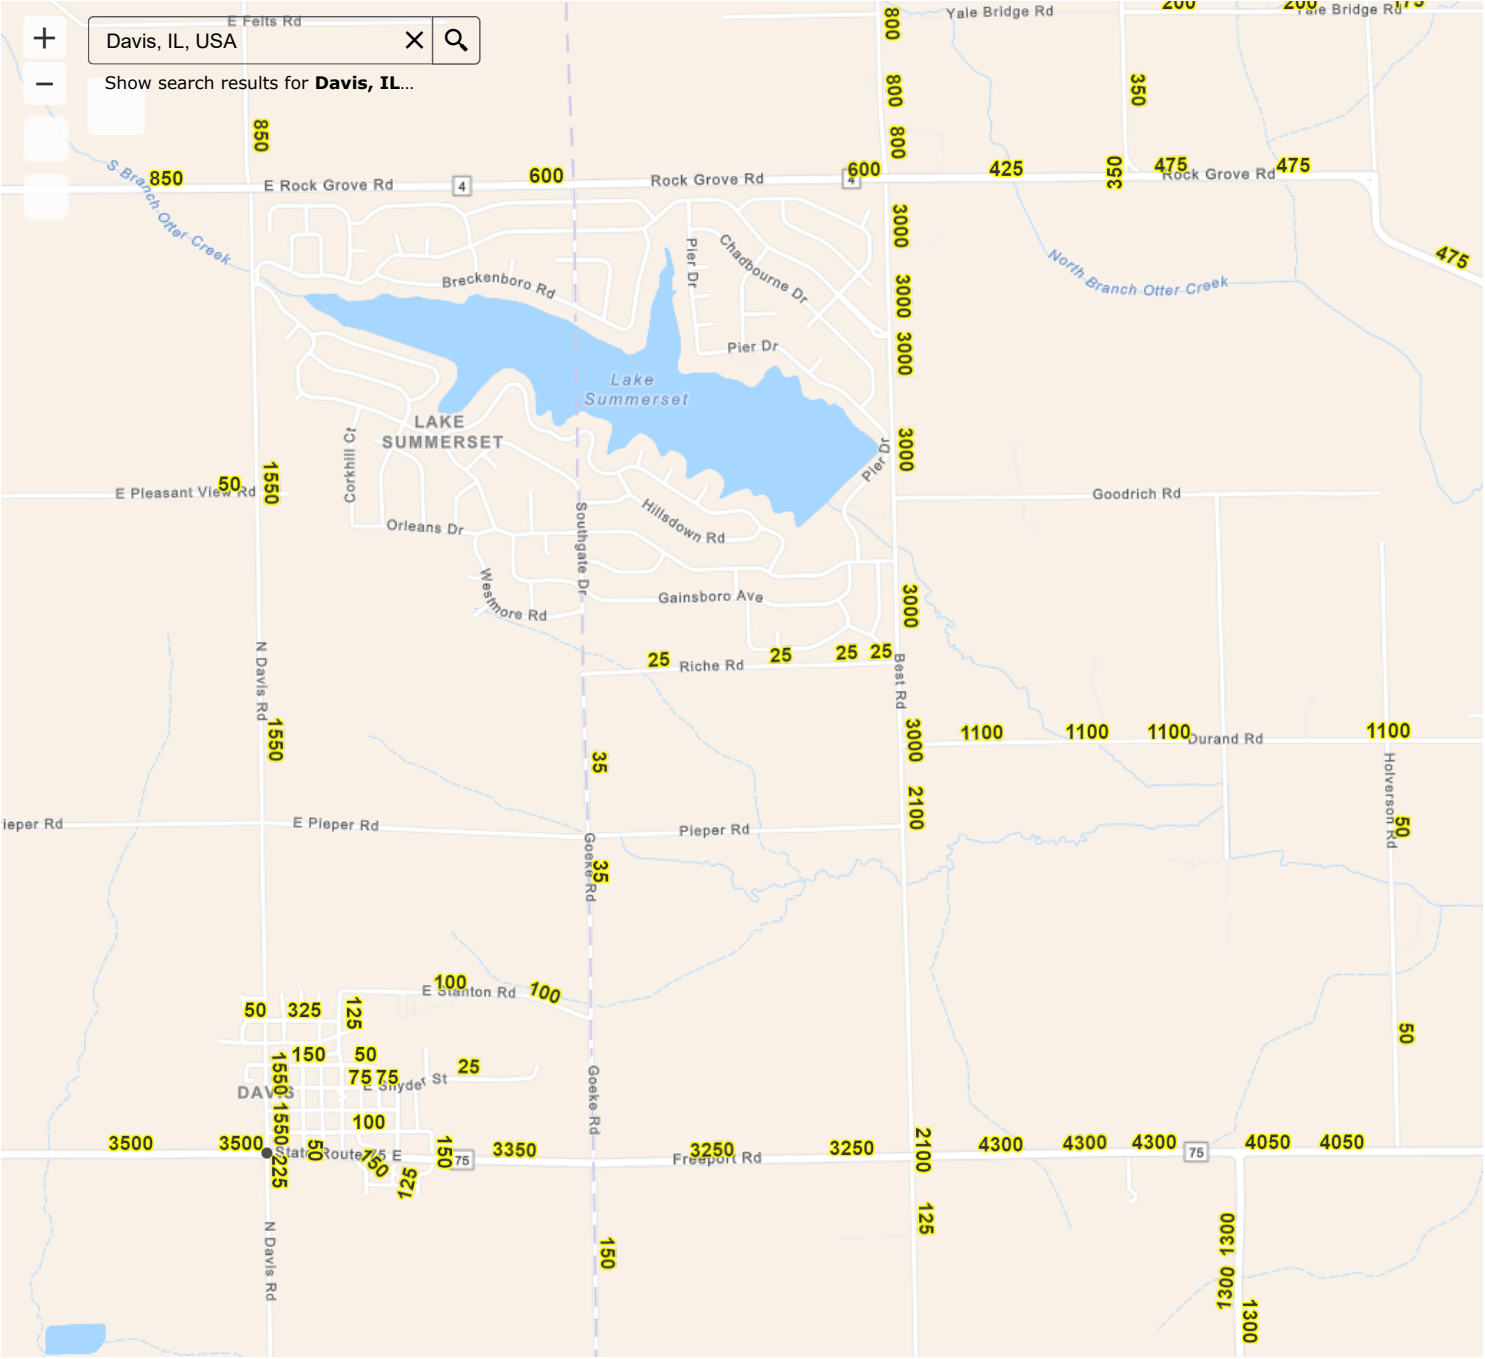 E Felts Rd
Yale Bridge Rd
200
200
Yale Bridge Rd
175
+
Davis, IL, USA
−
Show search results for Davis, IL...
800
800
800
350
850
850
E Rock Grove Rd
4
600
Rock Grove Rd
4
600
425
350
475
Rock Grove Rd
475
475
S Branch Otter Creek
North Branch Otter Creek
3000
3000
3000
3000
Pier Dr
Chadbourne Dr
Breckenboro Rd
Pier Dr
Lake
Summerset
LAKE
SUMMERSET
Pier Dr
Corkhill Ct
50
E Pleasant View Rd
1550
Goodrich Rd
Orleans Dr
Hillsdown Rd
Southgate Dr
Westmore Rd
Gainsboro Ave
3000
25
Riche Rd
25
25
25
Best Rd
N Davis Rd
1550
35
3000
1100
1100
1100
Durand Rd
1100
2100
Holverson Rd
50
ieper Rd
E Pieper Rd
Pieper Rd
Goeke Rd
35
100
E Stanton Rd
100
50
325
125
50
150
50
1550
75
75
E Snyder St
25
DAVIS
Goeke Rd
1550
100
3500
3500
State Route 75 E
50
150
150
75
3350
3250
Freeport Rd
3250
2100
4300
4300
4300
75
4050
4050
225
125
125
N Davis Rd
150
1300
1300
1300